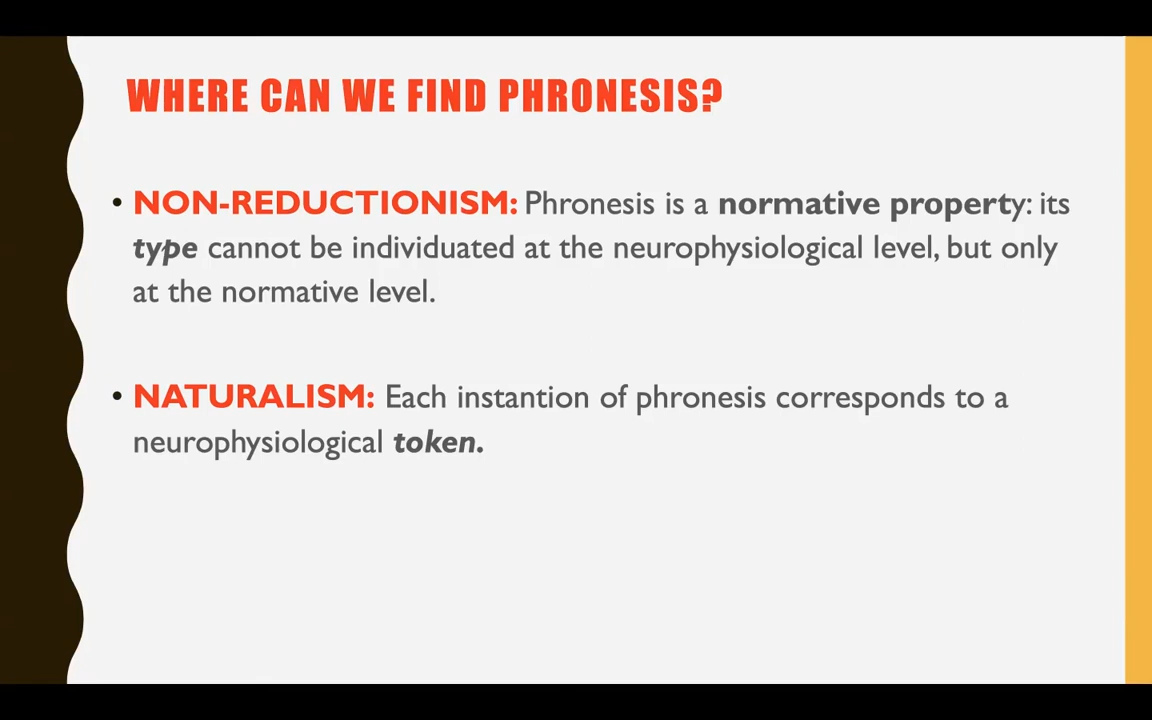 WHERE CAN WE FIND PHRONESIS?
• NON-REDUCTIONISM: Phronesis is a normative property: its
type cannot be individuated at the neurophysiological level, but only
at the normative level.
• NATURALISM: Each instantion of phronesis corresponds to a
neurophysiological token.